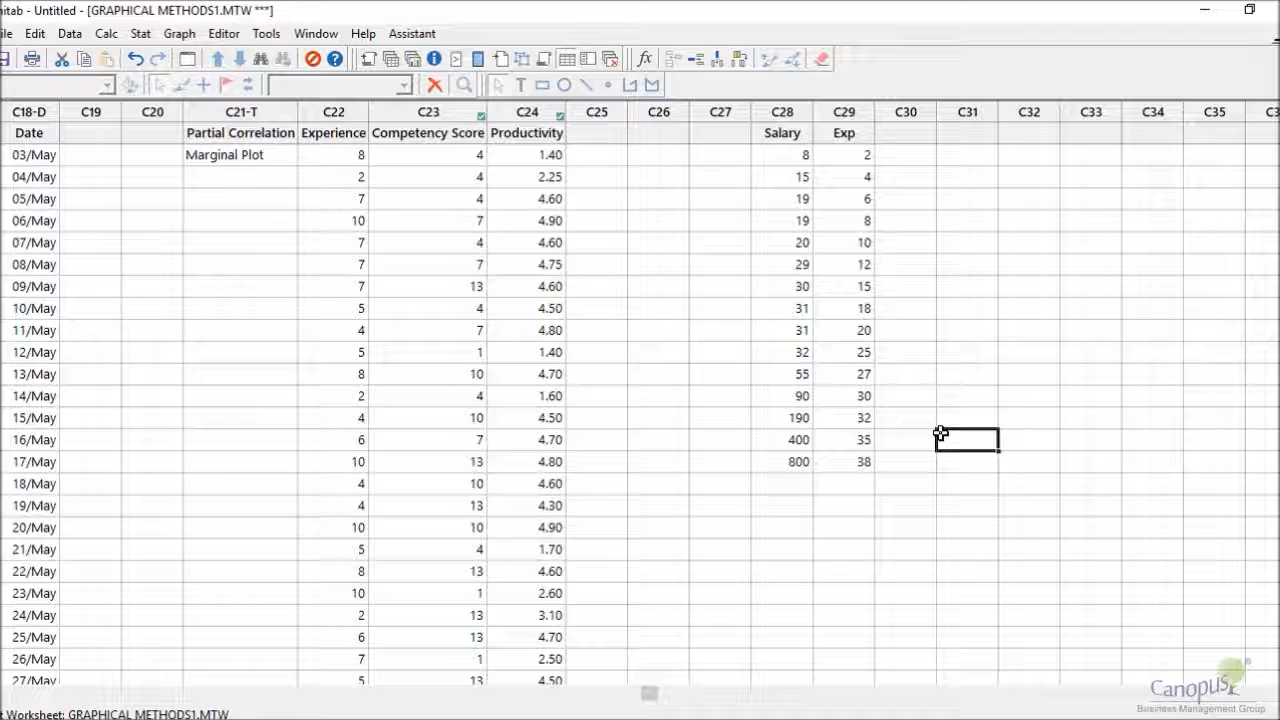 nitab - Untitled - [GRAPHICAL METHODS1.MTW ***]
ile Edit Data Calc Stat Graph Editor Tools Window Help Assistant
C18-D C19 C20 C21-T C22 C23 C24 C25 C26 C27 C28 C29 C30 C31 C32 C33 C34 C35 C3
Date Partial Correlation Experience Competency Score Productivity Salary Exp
03/May Marginal Plot 8 4 1.40 8 2
04/May 2 4 2.25 15 4
05/May 7 4 4.60 19 6
06/May 10 7 4.90 19 8
07/May 7 4 4.60 20 10
08/May 7 7 4.75 29 12
09/May 7 13 4.60 30 15
10/May 5 4 4.50 31 18
11/May 4 7 4.80 31 20
12/May 5 1 1.40 32 25
13/May 8 10 4.70 55 27
14/May 2 4 1.60 90 30
15/May 4 10 4.50 190 32
16/May 6 7 4.70 400 35
17/May 10 13 4.80 800 38
18/May 4 10 4.60
19/May 4 13 4.30
20/May 10 10 4.90
21/May 5 4 1.70
22/May 8 13 4.60
23/May 10 1 2.60
24/May 2 13 3.10
25/May 6 13 4.70
26/May 7 1 2.50
27/May 5 13 4.50
t Worksheet: GRAPHICAL METHODS1.MTW
Canopus
Business Management Group